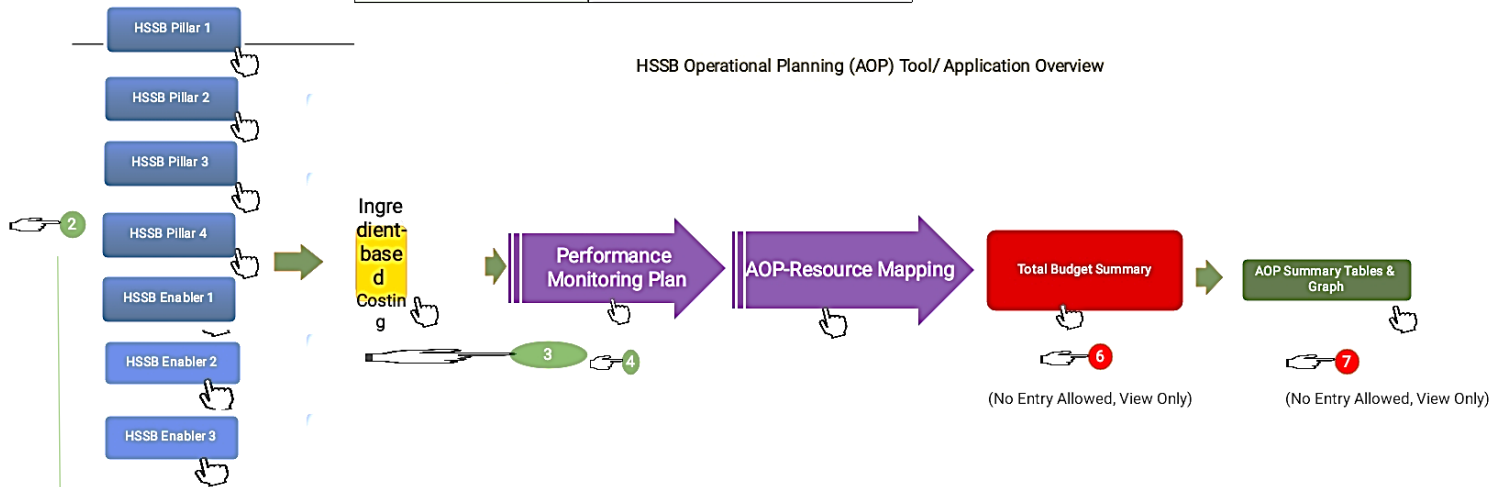 HSSB Pillar 1
HSSB Operational Planning (AOP) Tool/ Application Overview
HSSB Pillar 2
HSSB Pillar 3
2
HSSB Pillar 4
HSSB Enabler 1
HSSB Enabler 2
HSSB Enabler 3
Ingre
dient-
base
d
Costin
g
3
Performance
Monitoring Plan
4
AOP-Resource Mapping
Total Budget Summary
6
(No Entry Allowed, View Only)
AOP Summary Tables &
Graph
7
(No Entry Allowed, View Only)